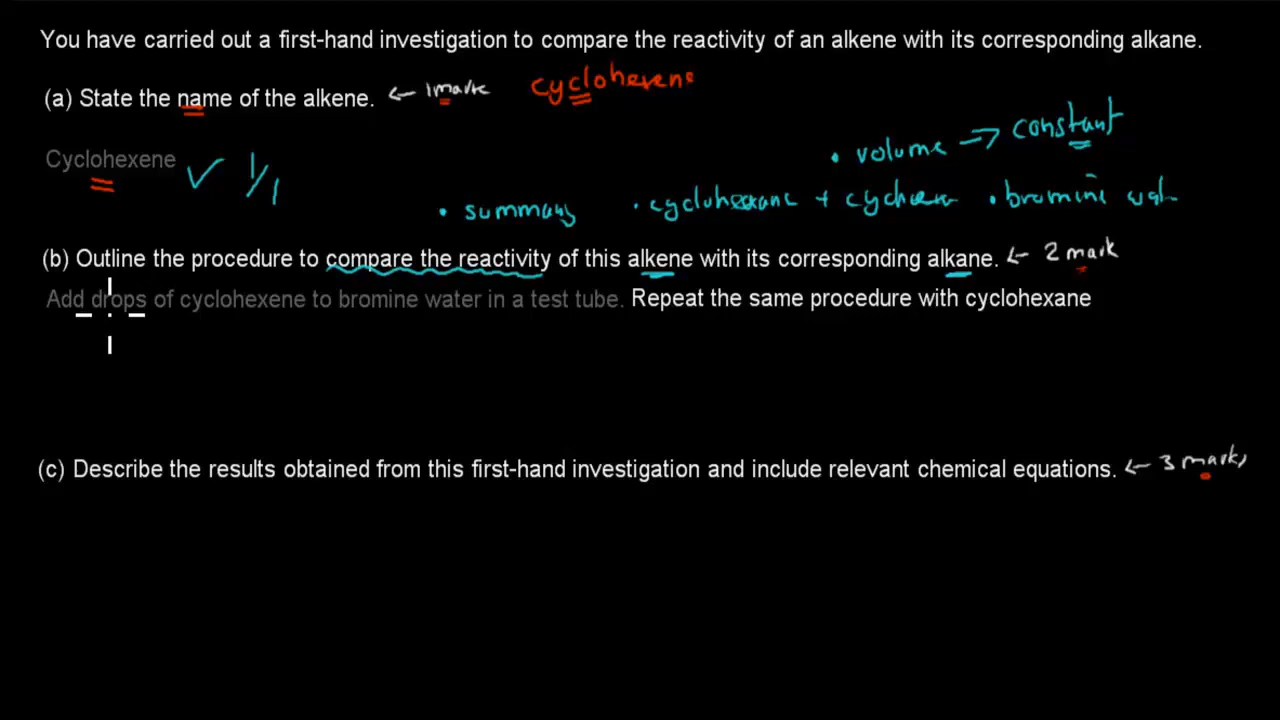 You have carried out a first-hand investigation to compare the reactivity of an alkene with its corresponding alkane.
(a) State the name of the alkene. ← 1 mark cyclohexene
Cyclohexene ✓ 1/1
• volume => constant
• summary • cyclohexane + • bromine
(b) Outline the procedure to compare the reactivity of this alkene with its corresponding alkane. ← 2 mark
Add drops of cyclohexene to bromine water in a test tube. Repeat the same procedure with cyclohexane
(c) Describe the results obtained from this first-hand investigation and include relevant chemical equations. ← 3 marks